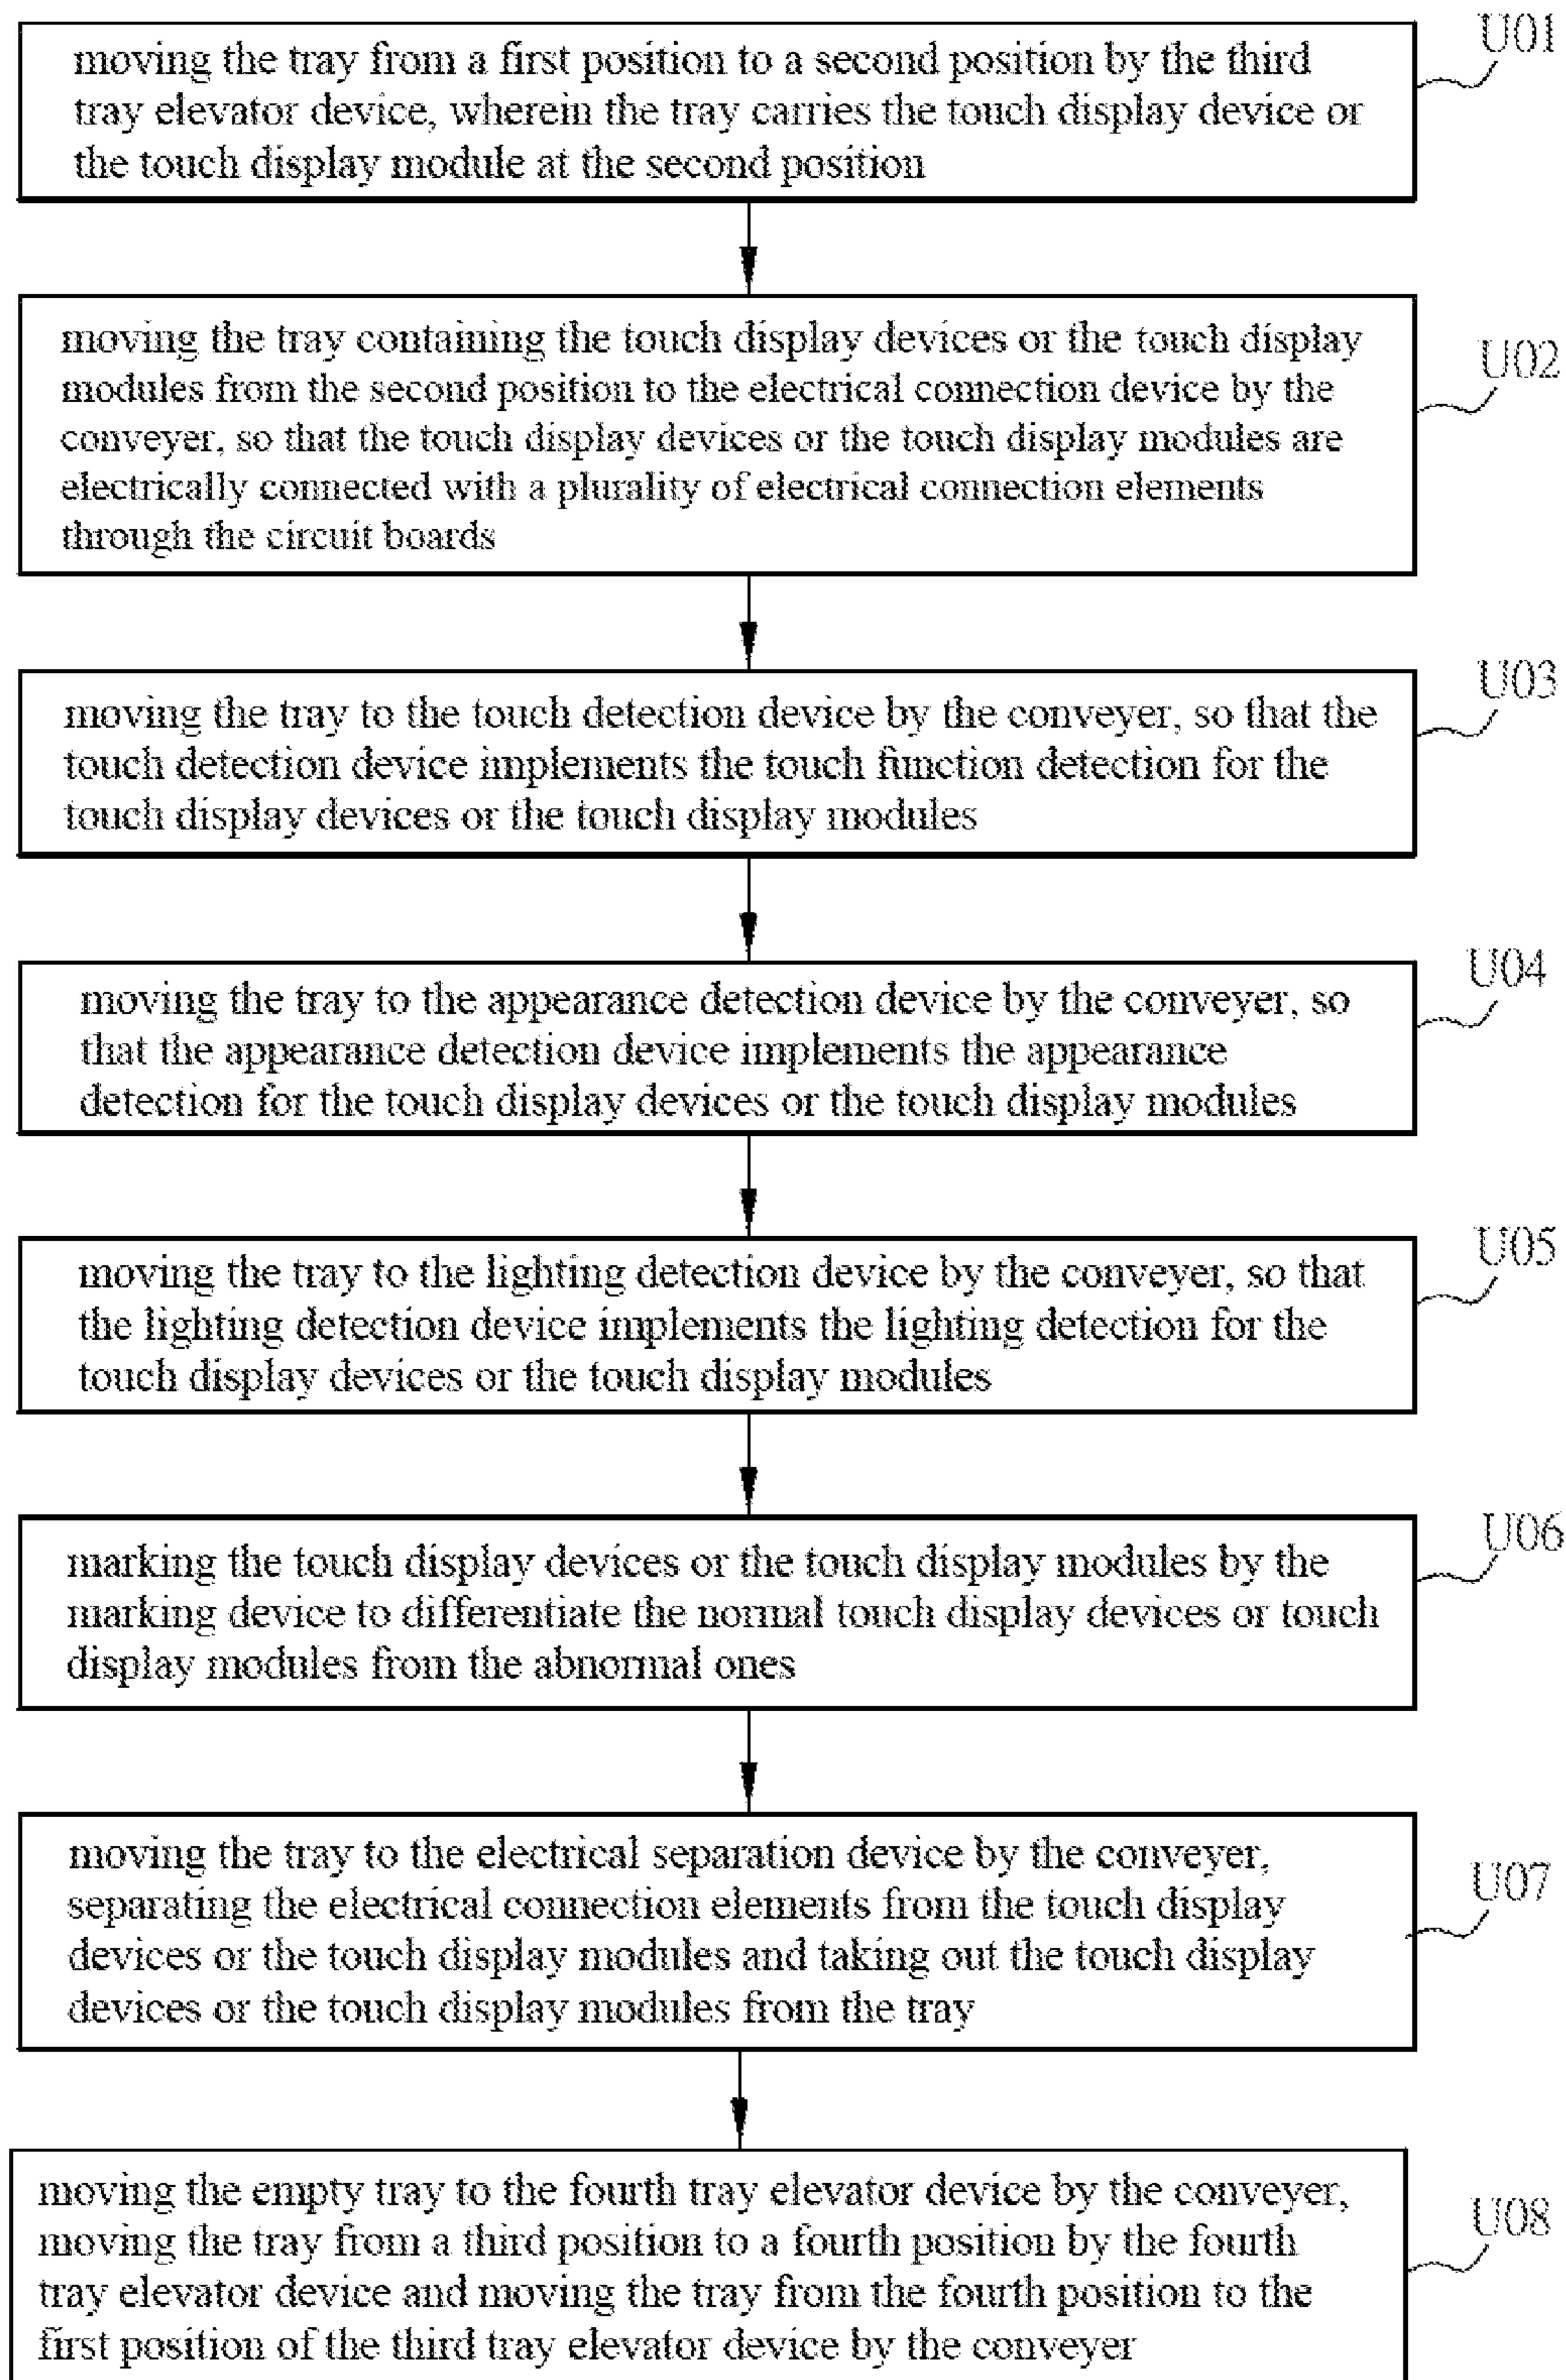 U01
moving the tray from a first position to a second position by the third
tray elevator device, wherein the tray carries the touch display device or
the touch display module at the second position
U02
moving the tray containing the touch display devices or the touch display
modules from the second position to the electrical connection device by the
conveyer, so that the touch display devices or the touch display modules are
electrically connected with a plurality of electrical connection elements
through the circuit boards
U03
moving the tray to the touch detection device by the conveyer, so that the
touch detection device implements the touch function detection for the
touch display devices or the touch display modules
U04
moving the tray to the appearance detection device by the conveyer, so
that the appearance detection device implements the appearance
detection for the touch display devices or the touch display modules
U05
moving the tray to the lighting detection device by the conveyer, so that
the lighting detection device implements the lighting detection for the
touch display devices or the touch display modules
U06
marking the touch display devices or the touch display modules by the
marking device to differentiate the normal touch display devices or touch
display modules from the abnormal ones
U07
moving the tray to the electrical separation device by the conveyer,
separating the electrical connection elements from the touch display
devices or the touch display modules and taking out the touch display
devices or the touch display modules from the tray
U08
moving the empty tray to the fourth tray elevator device by the conveyer,
moving the tray from a third position to a fourth position by the fourth
tray elevator device and moving the tray from the fourth position to the
first position of the third tray elevator device by the conveyer